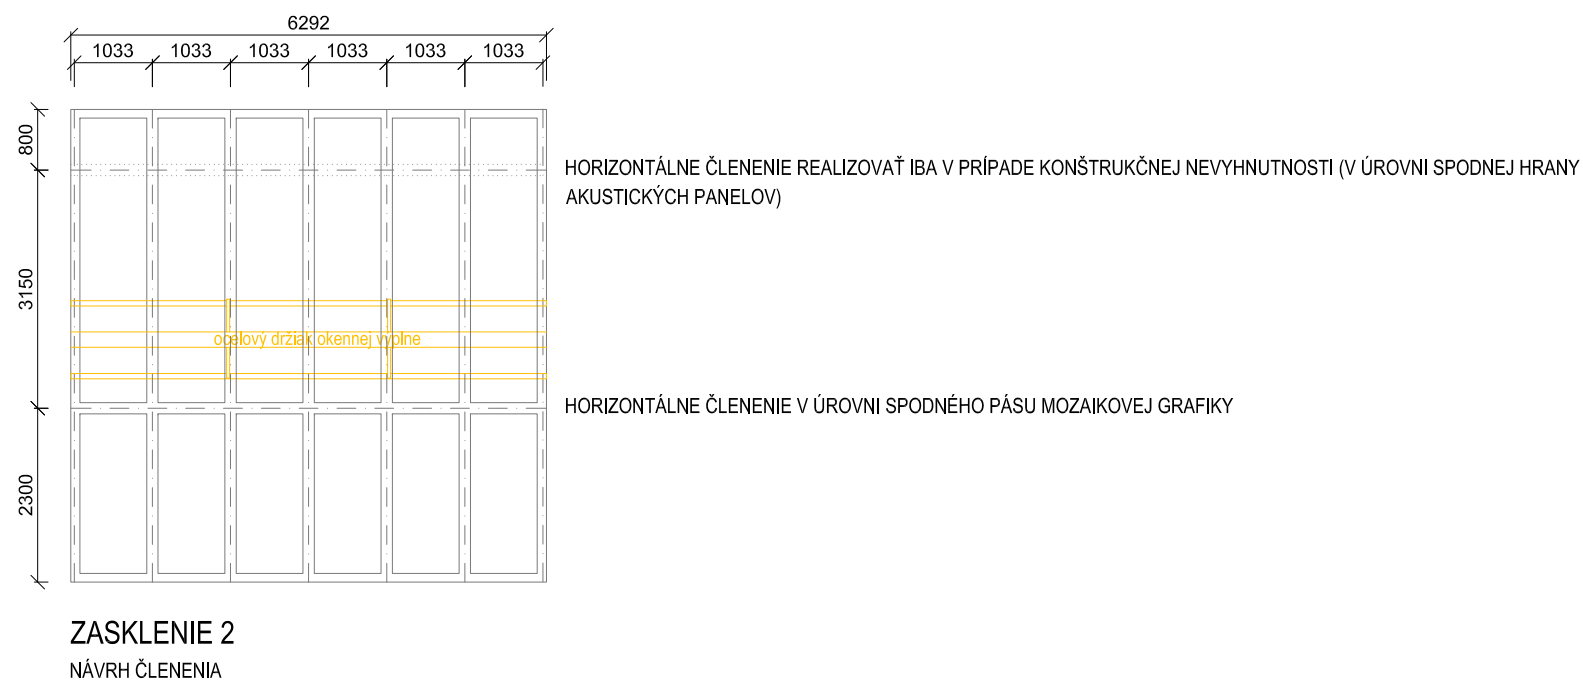 6292
1033 1033 1033 1033 1033 1033
800
HORIZONTÁLNE ČLENENIE REALIZOVAŤ IBA V PRÍPADE KONŠTRUKČNEJ NEVYHNUTNOSTI (V ÚROVNI SPODNEJ HRANY
AKUSTICKÝCH PANELOV)
3150
ocelový držiak okennej výplne
HORIZONTÁLNE ČLENENIE V ÚROVNI SPODNÉHO PÁSU MOZAIKOVEJ GRAFIKY
2300
ZASKLENIE 2
NÁVRH ČLENENIA